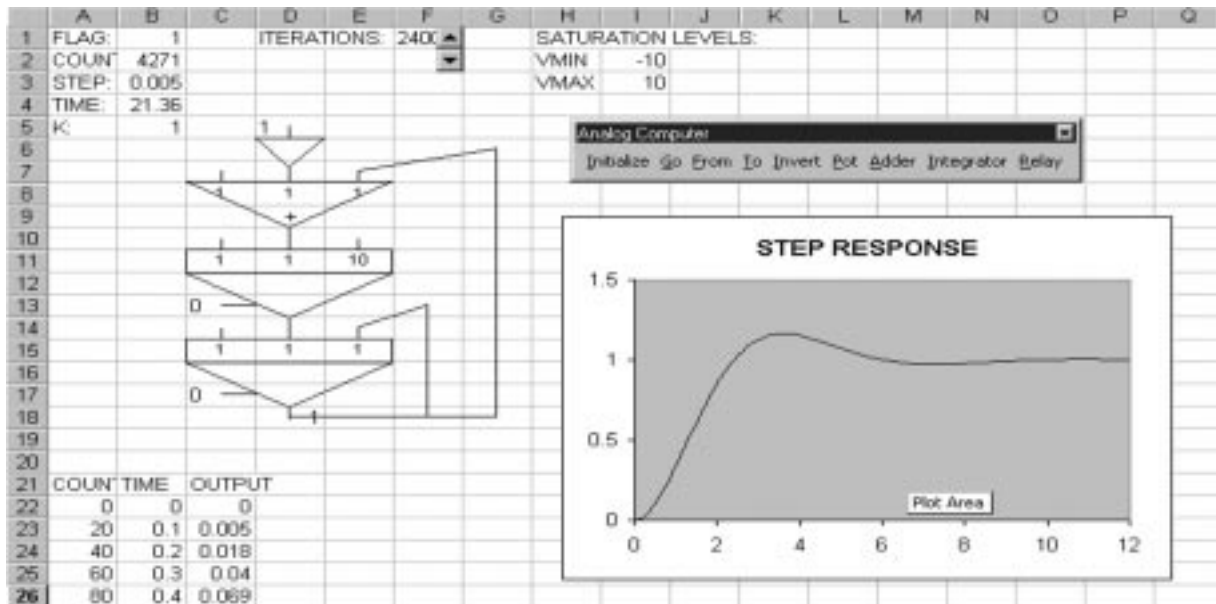 A B C D E F G H I J K L M N O P Q
1 FLAG: 1 ITERATIONS: 2400 SATURATION LEVELS:
2 COUN 4271 VMIN -10
3 STEP: 0.005 VMAX 10
4 TIME: 21.36
5 K: 1 1
Analog Computer
6
Initialize Go From To Invert Pot Adder Integrator Relay
7
8 1 1 1
9 +
10
STEP RESPONSE
11 1 1 10
12
1.5
13 0
14
15 1 1 1
1
16
17 0
18 1
19
0.5
20
21 COUN TIME OUTPUT
22 0 0 0
Plot Area
0
23 20 0.1 0.005
24 40 0.2 0.018
0 2 4 6 8 10 12
25 60 0.3 0.04
26 80 0.4 0.069